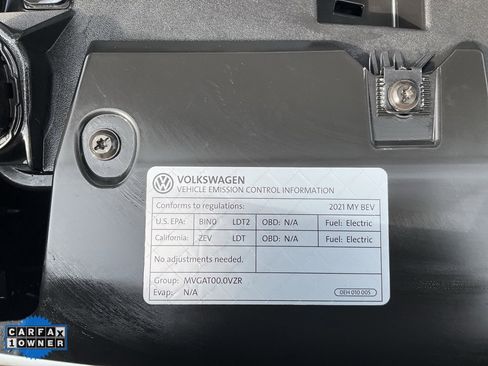 VOLKSWAGEN
VEHICLE EMISSION CONTROL INFORMATION
Conforms to regulations: 2021 MY BEV
U.S. EPA: BIN0 LDT2 OBD: N/A Fuel: Electric
California: ZEV LDT OBD: N/A Fuel: Electric
No adjustments needed.
Group: MVGAT00.0VZR
Evap: N/A
0EH 010 005
CARFAX
1 OWNER